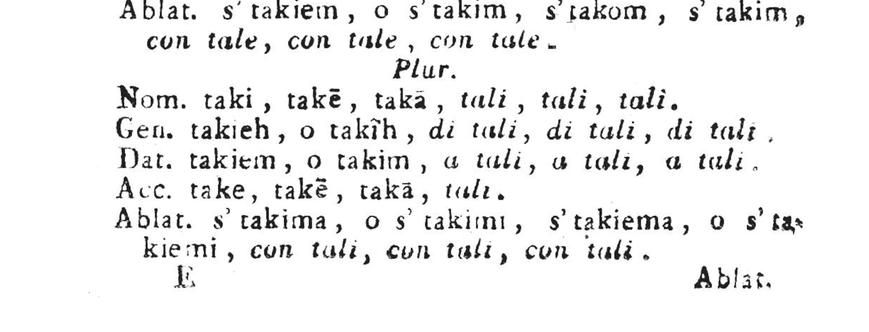 Ablat. s' takiem, o s' takim, s' takom, s' takim,
con tale, con tale, con tale.
Plur.
Nom. taki, takē, takā, tali, tali, tali.
Gen. takieh, o takîh, di tali, di tali, di tali.
Dat. takiem, o takim, a tali, a tali, a tali.
Acc. take, takē, takā, tali.
Ablat. s' takima, o s' takimi, s' takiema, o s' ta-
kiemi, con tali, con tali, con tali.
E Ablat.